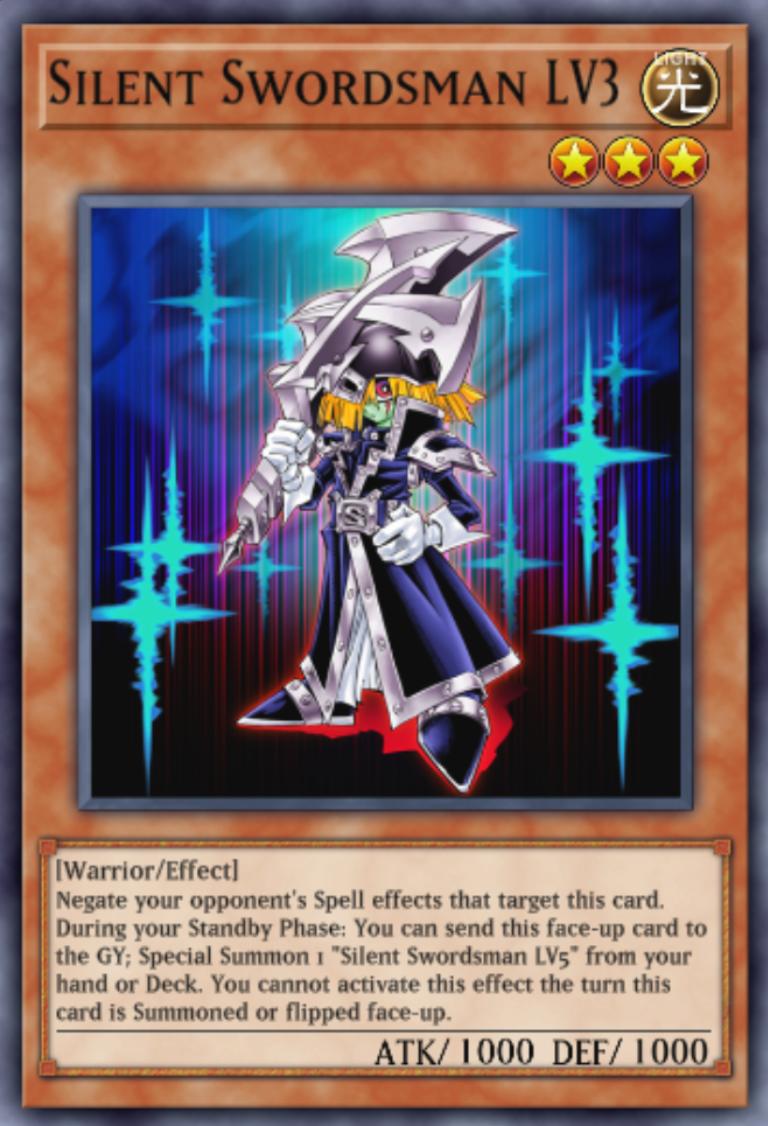 Silent Swordsman LV3
LIGHT
光
[Warrior/Effect]
Negate your opponent's Spell effects that target this card.
During your Standby Phase: You can send this face-up card to
the GY; Special Summon 1 "Silent Swordsman LV5" from your
hand or Deck. You cannot activate this effect the turn this
card is Summoned or flipped face-up.
ATK/ 1000 DEF/ 1000
S